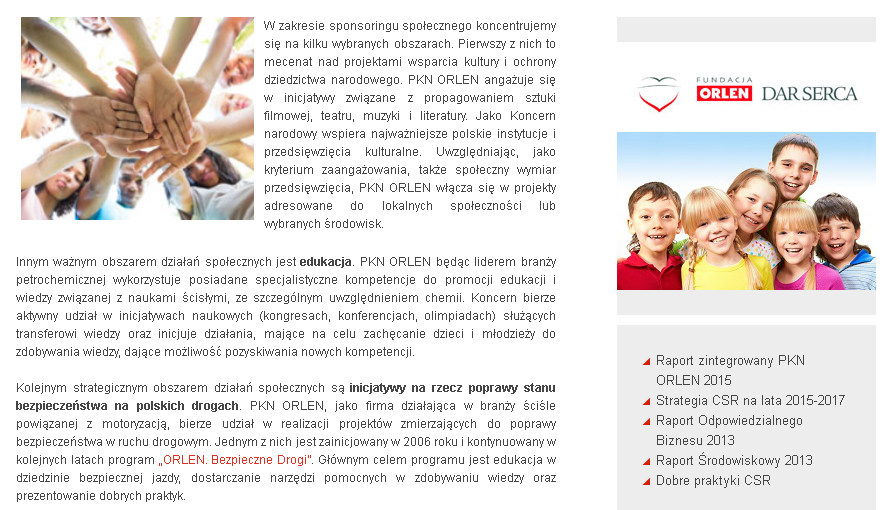 W zakresie sponsoringu społecznego koncentrujemy
się na kilku wybranych obszarach. Pierwszy z nich to
mecenat nad projektami wsparcia kultury i ochrony
dziedzictwa narodowego. PKN ORLEN angażuje się
w inicjatywy związane z propagowaniem sztuki
filmowej, teatru, muzyki i literatury. Jako Koncern
narodowy wspiera najważniejsze polskie instytucje i
przedsięwzięcia kulturalne. Uwzględniając, jako
kryterium zaangażowania, także społeczny wymiar
przedsięwzięcia, PKN ORLEN włącza się w projekty
adresowane do lokalnych społeczności lub
wybranych środowisk.
Innym ważnym obszarem działań społecznych jest edukacja. PKN ORLEN będąc liderem branży
petrochemicznej wykorzystuje posiadane specjalistyczne kompetencje do promocji edukacji i
wiedzy związanej z naukami ścisłymi, ze szczególnym uwzględnieniem chemii. Koncern bierze
aktywny udział w inicjatywach naukowych (kongresach, konferencjach, olimpiadach) służących
transferowi wiedzy oraz inicjuje działania, mające na celu zachęcanie dzieci i młodzieży do
zdobywania wiedzy, dające możliwość pozyskiwania nowych kompetencji.
Kolejnym strategicznym obszarem działań społecznych są inicjatywy na rzecz poprawy stanu
bezpieczeństwa na polskich drogach. PKN ORLEN, jako firma działająca w branży ściśle
powiązanej z motoryzacją, bierze udział w realizacji projektów zmierzających do poprawy
bezpieczeństwa w ruchu drogowym. Jednym z nich jest zainicjowany w 2006 roku i kontynuowany w
kolejnych latach program „ORLEN. Bezpieczne Drogi”. Głównym celem programu jest edukacja w
dziedzinie bezpiecznej jazdy, dostarczanie narzędzi pomocnych w zdobywaniu wiedzy oraz
prezentowanie dobrych praktyk.
FUNDACJA
ORLEN DAR SERCA
Raport zintegrowany PKN
ORLEN 2015
Strategia CSR na lata 2015-2017
Raport Odpowiedzialnego
Biznesu 2013
Raport Środowiskowy 2013
Dobre praktyki CSR